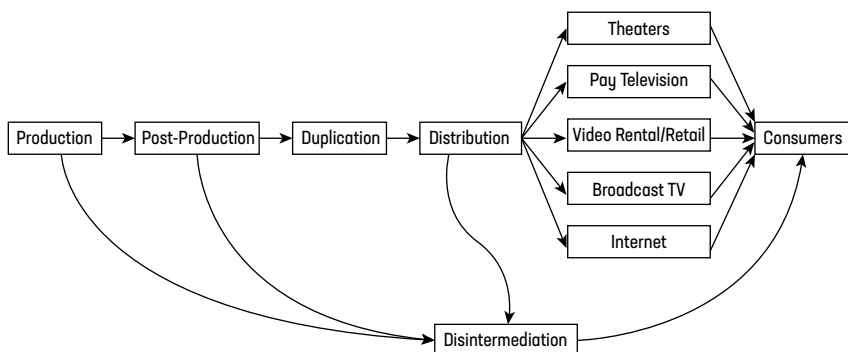 Theaters
Pay Television
Production
Post-Production
Duplication
Distribution
Video Rental/Retail
Consumers
Broadcast TV
Internet
Disintermediation